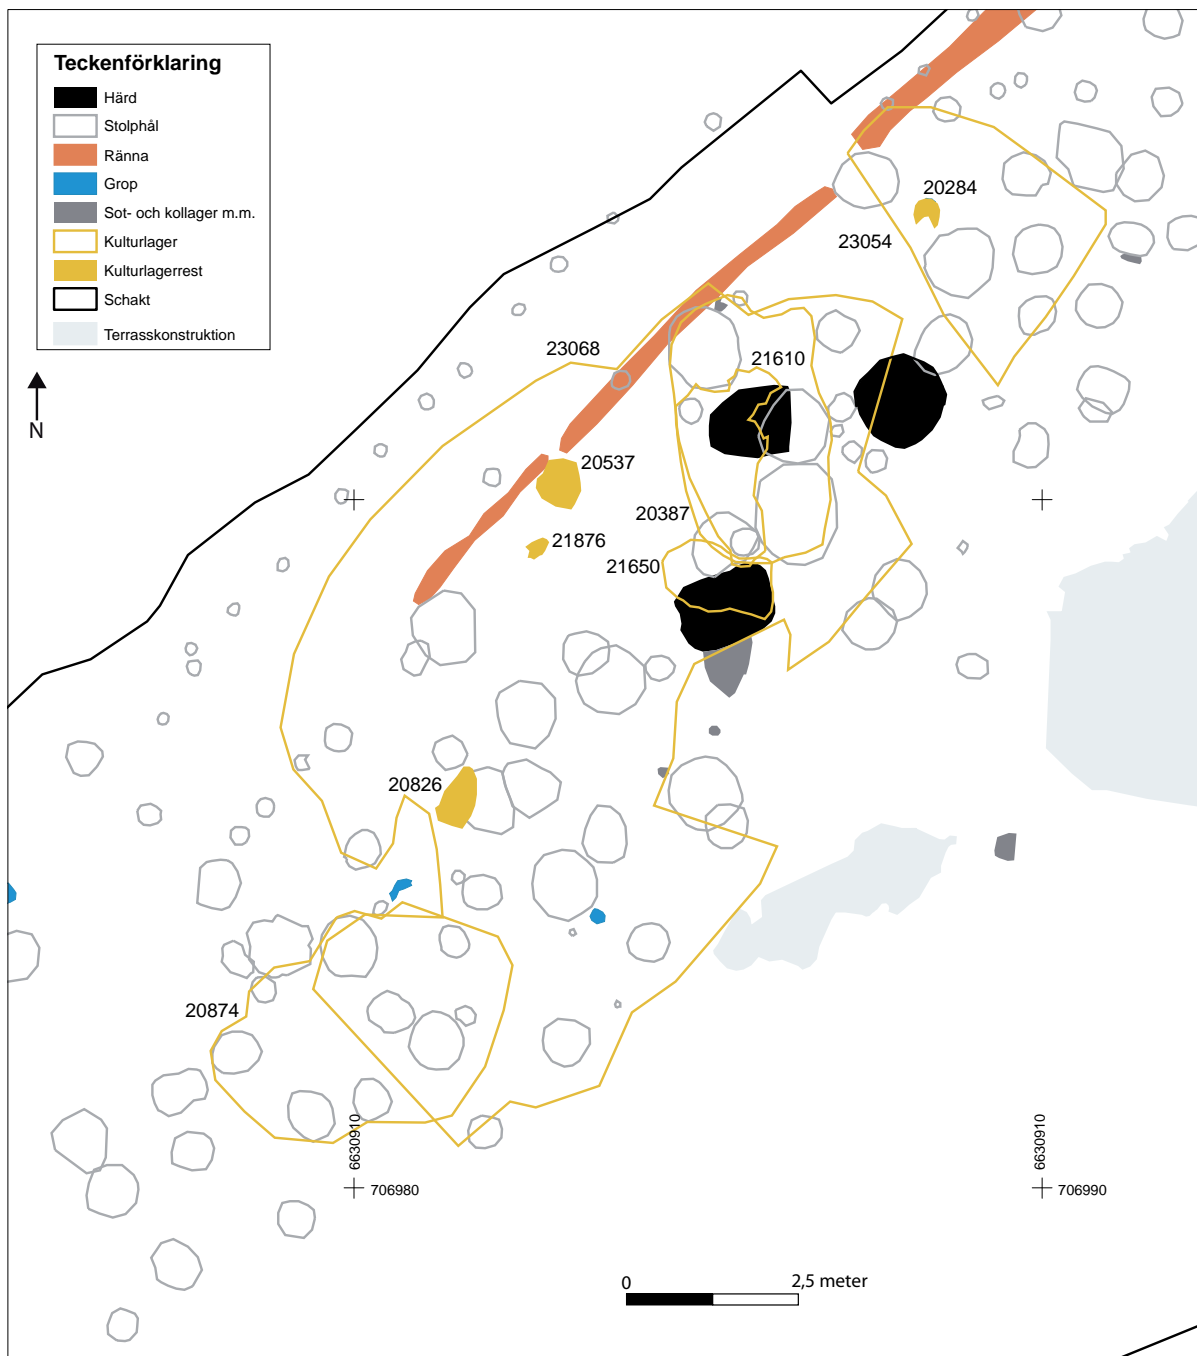 Teckenförklaring
Härd
Stolphål
Ränna
Grop
Sot- och kollager m.m.
Kulturlager
Kulturlagerrest
Schakt
Terrasskonstruktion
N
20284
23054
23068
21610
20537
20387
21876
21650
20826
20874
6630910
706980
6630910
706990
0
2,5 meter